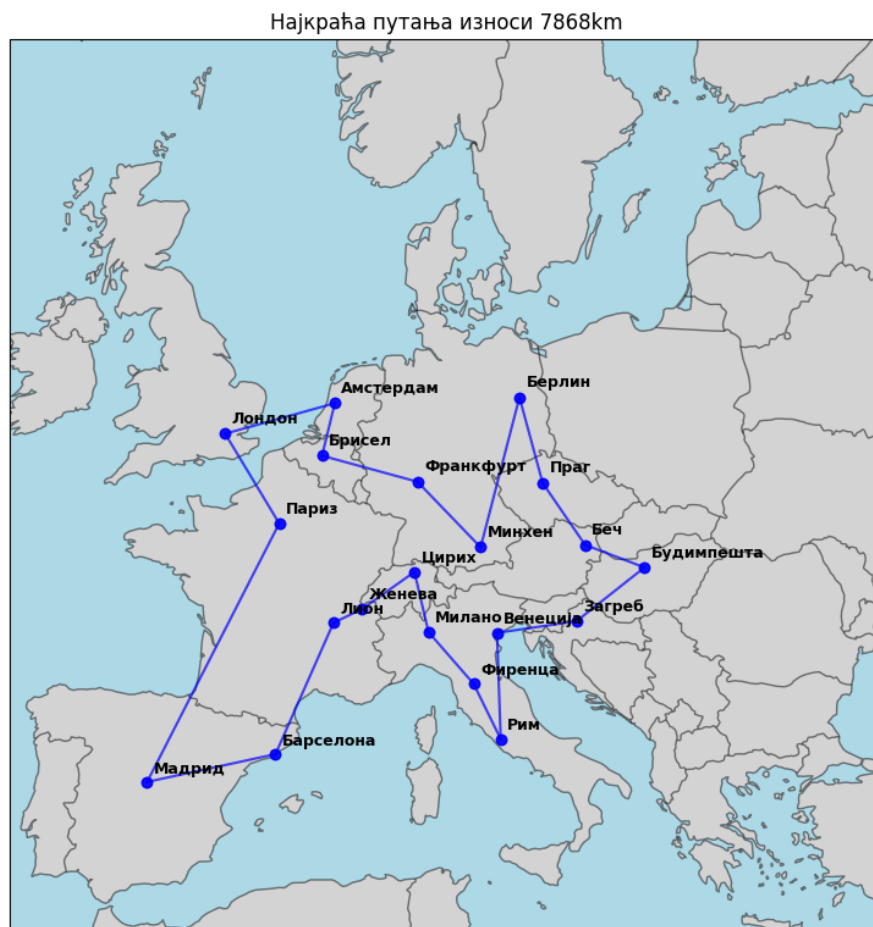 Најкраћа путања износи 7868km
Берлин
Амстердам
Лондон
Брисел
Франкфурт
Праг
Париз
Минхен
Беч
Будимпешта
Цирих
Женева
Лион
Милано
Венеција
Загреб
Фиренца
Рим
Барселона
Мадрид